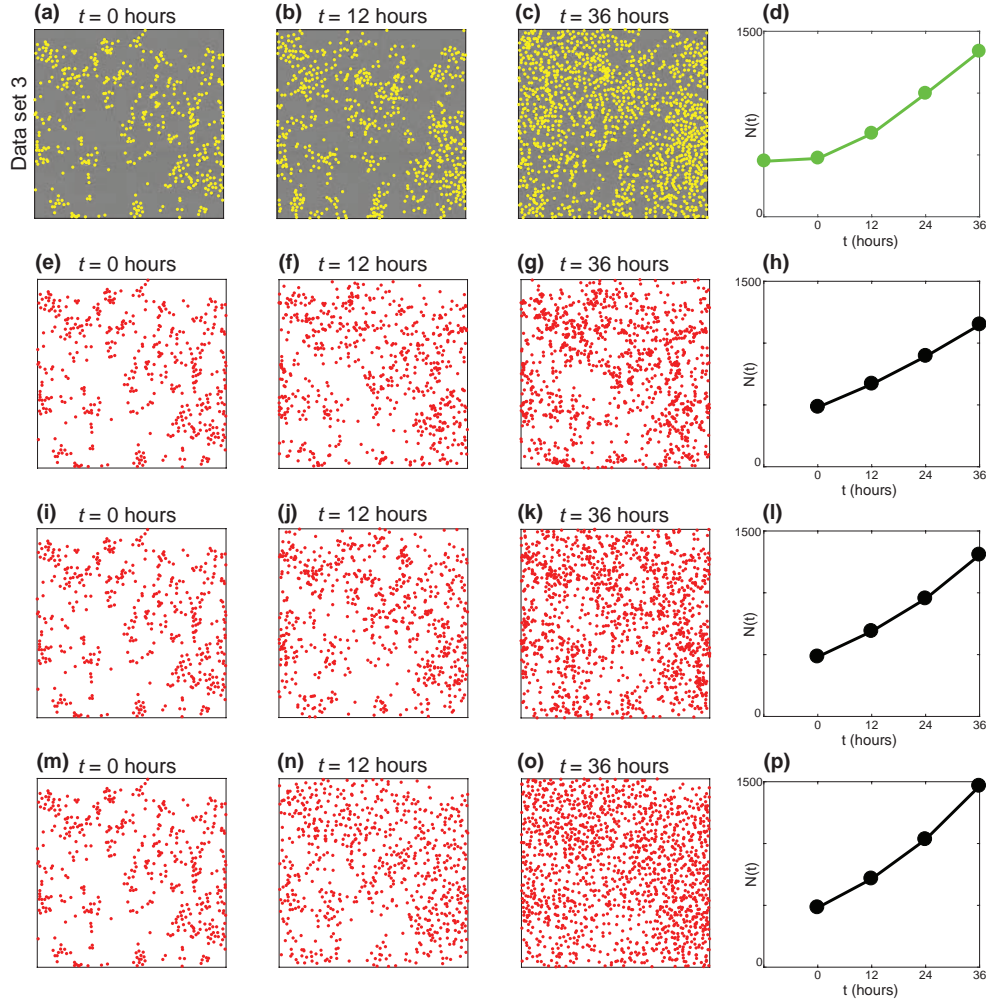 (a) t = 0 hours
(b) t = 12 hours
(c) t = 36 hours
(d)
Data set 3
1500
N(t)
0
0 12 24 36
t (hours)
(e) t = 0 hours
(f) t = 12 hours
(g) t = 36 hours
(h)
1500
N(t)
0
0 12 24 36
t (hours)
(i) t = 0 hours
(j) t = 12 hours
(k) t = 36 hours
(l)
1500
N(t)
0
0 12 24 36
t (hours)
(m) t = 0 hours
(n) t = 12 hours
(o) t = 36 hours
(p)
1500
N(t)
0
0 12 24 36
t (hours)